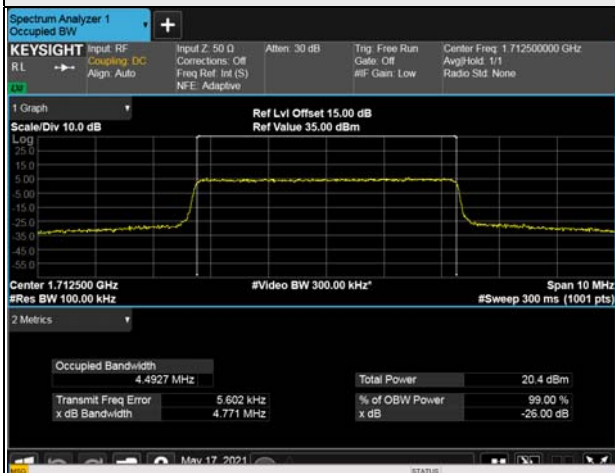 Spectrum Analyzer 1
Occupied BW
KEYSIGHT
RL
Input: RF
Coupling: DC
Align: Auto
Input Z: 50 Ω
Corrections: Off
Freq Ref: Int (S)
NFE: Adaptive
Atten: 30 dB
Trig: Free Run
Gate: Off
#IF Gain: Low
Center Freq: 1.712500000 GHz
Avg|Hold: 1/1
Radio Std: None
1 Graph
Scale/Div 10.0 dB
Ref Lvl Offset 15.00 dB
Ref Value 35.00 dBm
Log
25.0
15.0
5.00
-5.00
-15.0
-25.0
-35.0
-45.0
-55.0
Center 1.712500 GHz
#Video BW 300.00 kHz*
Span 10 MHz
#Res BW 100.00 kHz
#Sweep 300 ms (1001 pts)
2 Metrics
Occupied Bandwidth
4.4927 MHz
Total Power 20.4 dBm
Transmit Freq Error 5.602 kHz
% of OBW Power 99.00 %
x dB Bandwidth 4.771 MHz
x dB -26.00 dB
May 17, 2021
MSG
STATUS